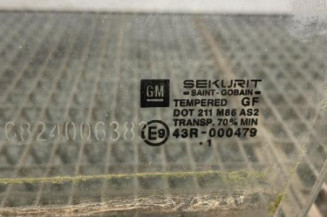 GM
SEKURIT
SAINT-GOBAIN
TEMPERED GF
DOT 211 M86 AS2
TRANSP. 70% MIN
E9 43R-000479
.1